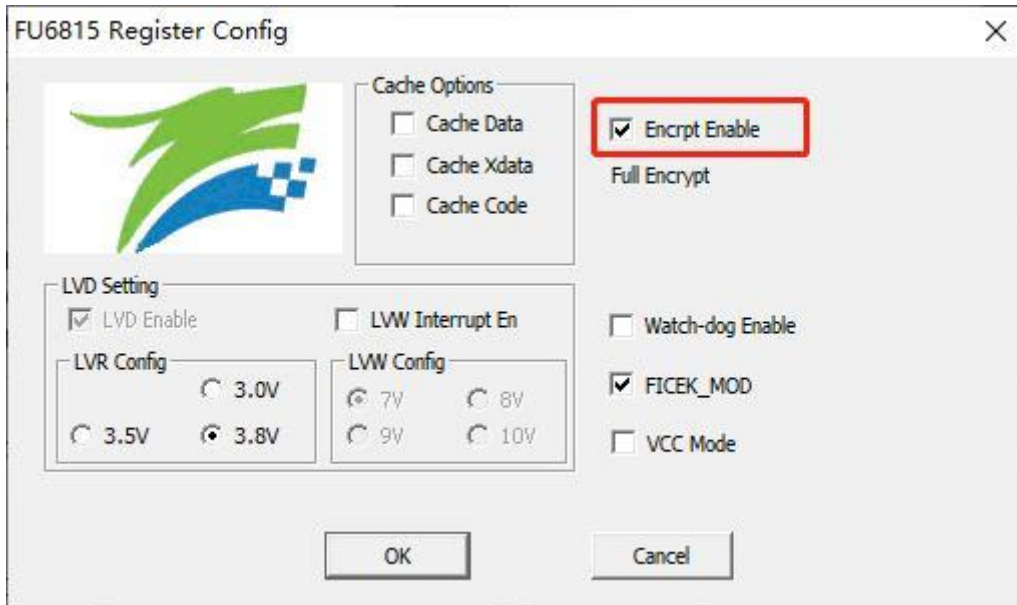 FU6815 Register Config
Cache Options
Cache Data
Cache Xdata
Cache Code
Encrpt Enable
Full Encrypt
LVD Setting
LVD Enable
LVW Interrupt En
LVR Config
3.0V
3.5V
3.8V
LVW Config
7V
8V
9V
10V
Watch-dog Enable
FICEK_MOD
VCC Mode
OK
Cancel